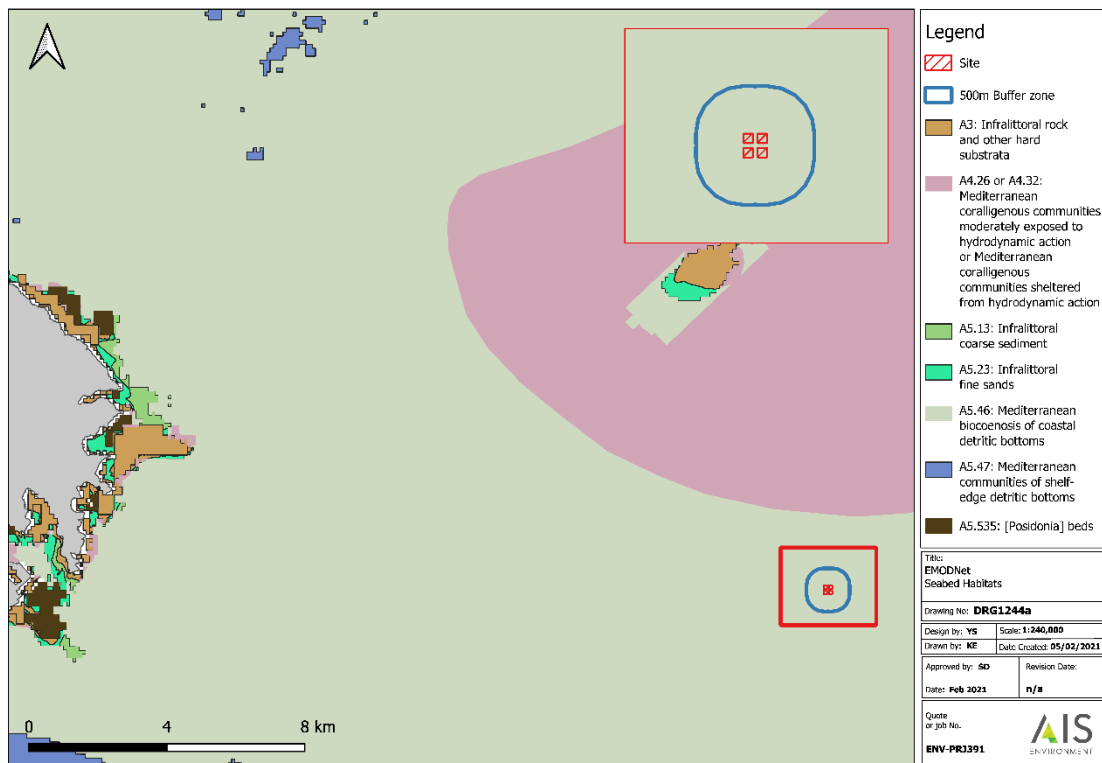 Legend
Site
500m Buffer zone
A3: Infralittoral rock
and other hard
substrata
A4.26 or A4.32:
Mediterranean
coralligenous communities
moderately exposed to
hydrodynamic action
or Mediterranean
coralligenous
communities sheltered
from hydrodynamic action
A5.13: Infralittoral
coarse sediment
A5.23: Infralittoral
fine sands
A5.46: Mediterranean
biocoenosis of coastal
detritic bottoms
A5.47: Mediterranean
communities of shelf-
edge detritic bottoms
A5.535: [Posidonia] beds
Title:
EMODNet
Seabed Habitats
Drawing No: DRG1244a
Design by: YS Scale: 1:240,000
Drawn by: KE Date Created: 05/02/2021
Approved by: SD Revision Date:
Date: Feb 2021 n/a
Quote
or job No.
ENV-PRJ391
AIS
ENVIRONMENT
0 4 8 km